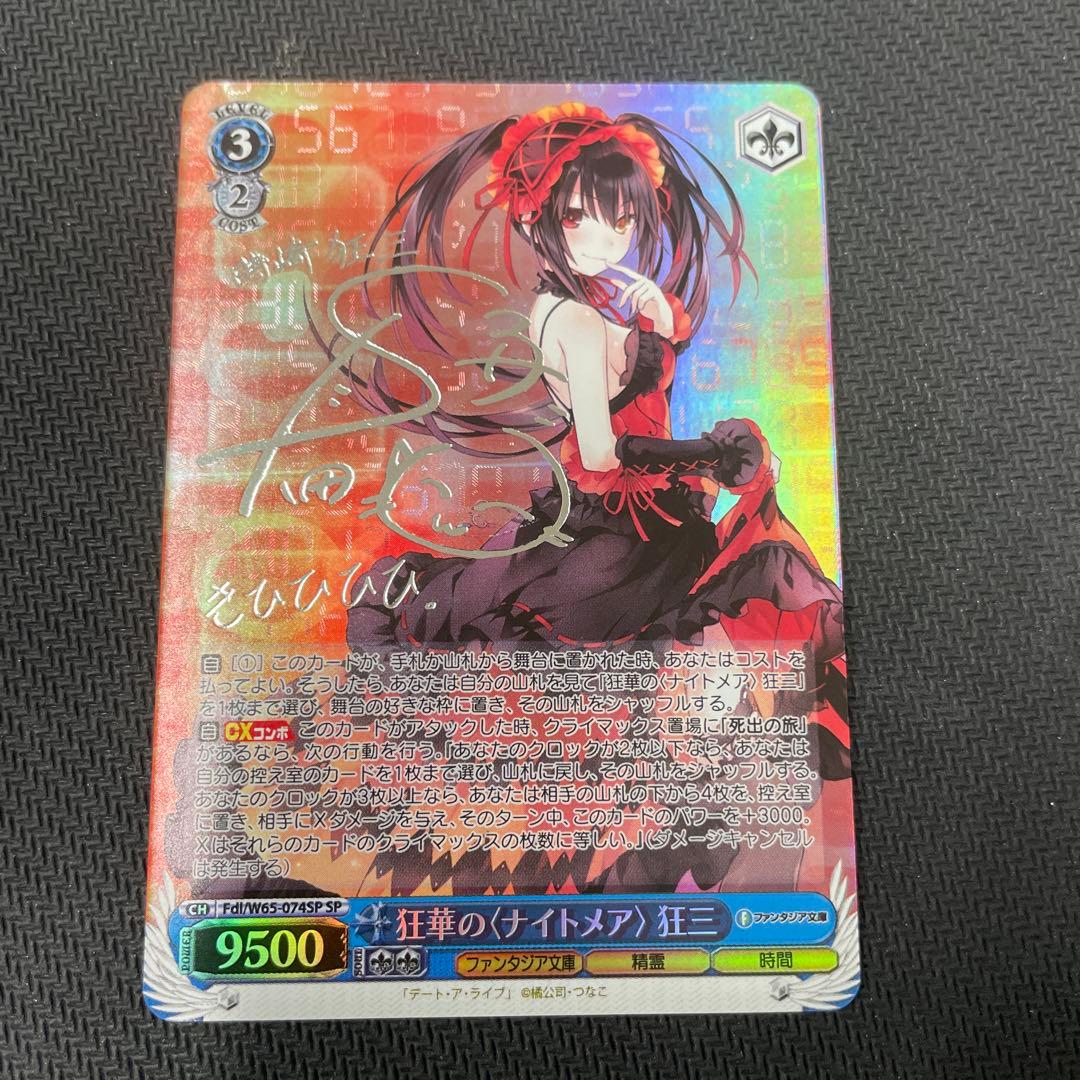 LEVEL
3
2
COST
時崎狂三
きひひひひ。
自 [①] このカードが、手札か山札から舞台に置かれた時、あなたはコストを
払ってよい。そうしたら、あなたは自分の山札を見て「狂華の〈ナイトメア〉 狂三」
を1枚まで選び、舞台の好きな枠に置き、その山札をシャッフルする。
自 CXコンボ このカードがアタックした時、クライマックス置場に「死出の旅」
があるなら、次の行動を行う。『あなたのクロックが2枚以下なら、あなたは
自分の控え室のカードを1枚まで選び、山札に戻し、その山札をシャッフルする。
あなたのクロックが3枚以上なら、あなたは相手の山札の下から4枚を、控え室
に置き、相手にXダメージを与え、そのターン中、このカードのパワーを+3000。
Xはそれらのカードのクライマックスの枚数に等しい。』(ダメージキャンセル
は発生する)
CH Fdl/W65-074SP SP
狂華の〈ナイトメア〉 狂三
F ファンタジア文庫
POWER 9500
SOUL
ファンタジア文庫 精霊 時間
「デート・ア・ライブ」 ©橘公司・つなこ